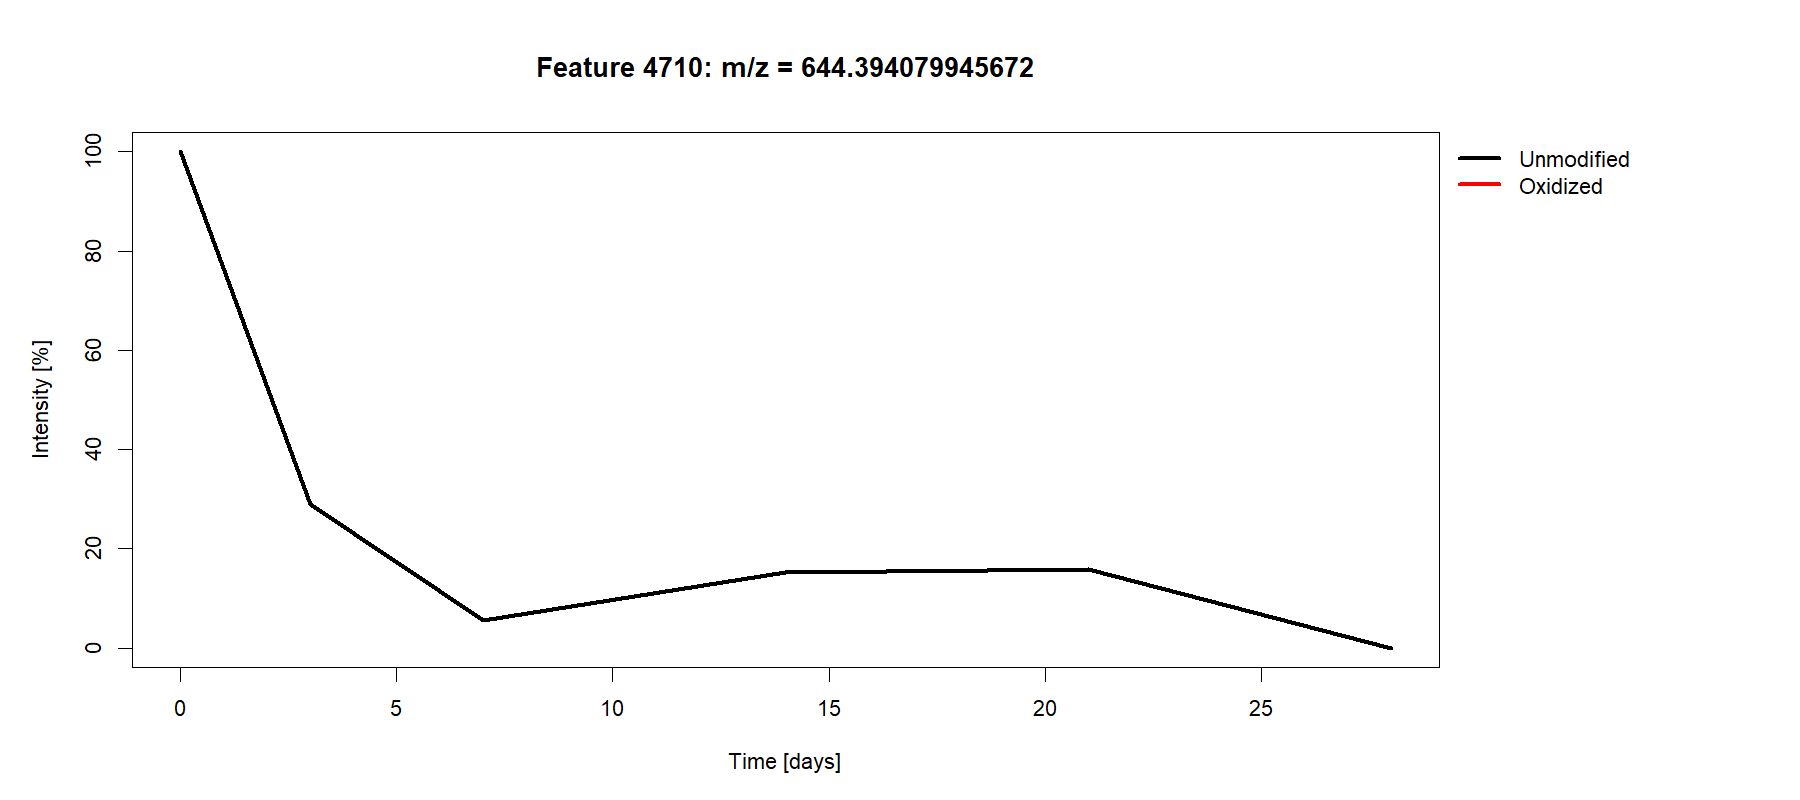 Feature 4710: m/z = 644.394079945672
Unmodified
Oxidized
Intensity [%]
100
80
60
40
20
0
0 5 10 15 20 25
Time [days]